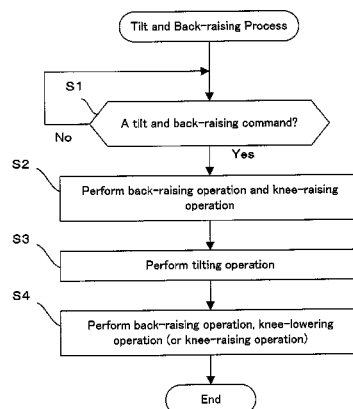 Tilt and Back-raising Process
S1
A tilt and back-raising command?
No
Yes
S2
Perform back-raising operation and knee-raising
operation
S3
Perform tilting operation
S4
Perform back-raising operation, knee-lowering
operation (or knee-raising operation)
End